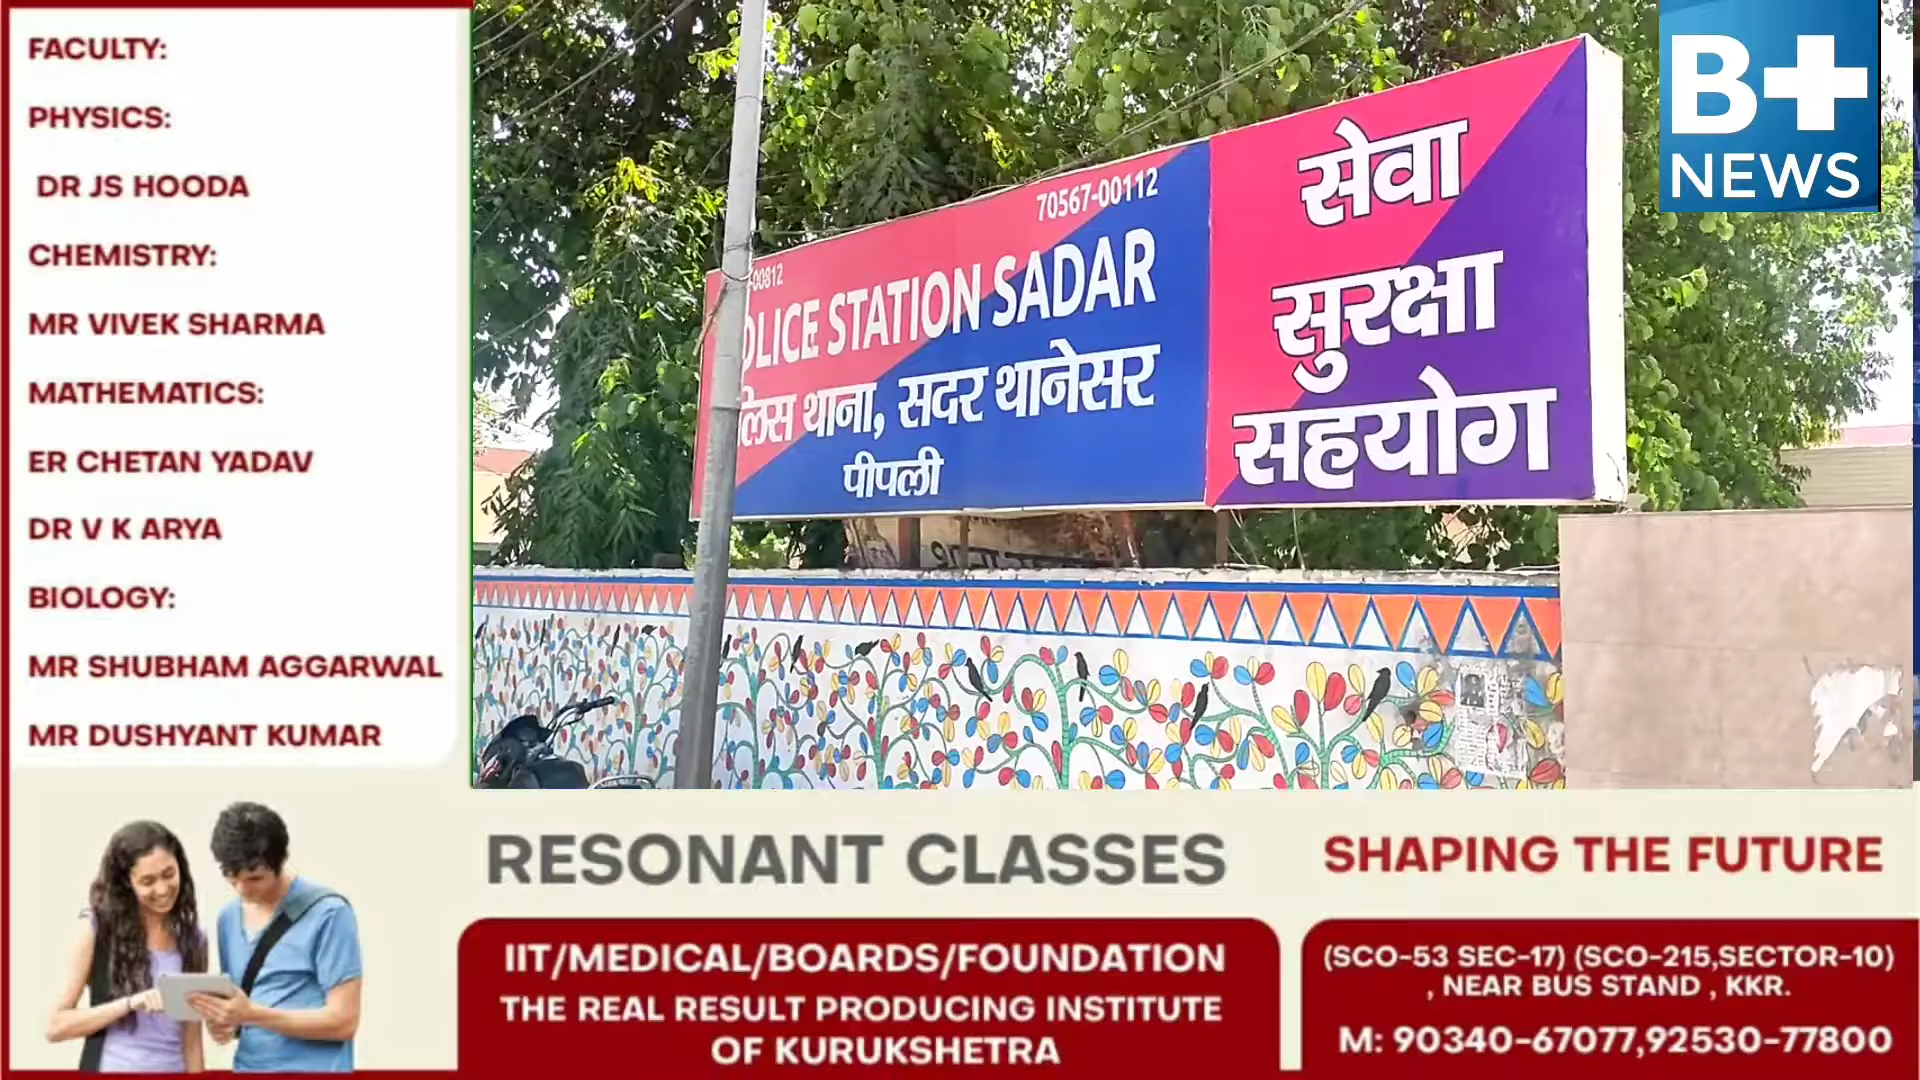 FACULTY:
PHYSICS:
DR JS HOODA
CHEMISTRY:
MR VIVEK SHARMA
MATHEMATICS:
ER CHETAN YADAV
DR V K ARYA
BIOLOGY:
MR SHUBHAM AGGARWAL
MR DUSHYANT KUMAR
B+
NEWS
70567-00112
-00812
OLICE STATION SADAR
लिस थाना, सदर थानेसर
पीपली
सेवा
सुरक्षा
सहयोग
RESONANT CLASSES
SHAPING THE FUTURE
IIT/MEDICAL/BOARDS/FOUNDATION
THE REAL RESULT PRODUCING INSTITUTE
OF KURUKSHETRA
(SCO-53 SEC-17) (SCO-215,SECTOR-10)
, NEAR BUS STAND , KKR.
M: 90340-67077,92530-77800